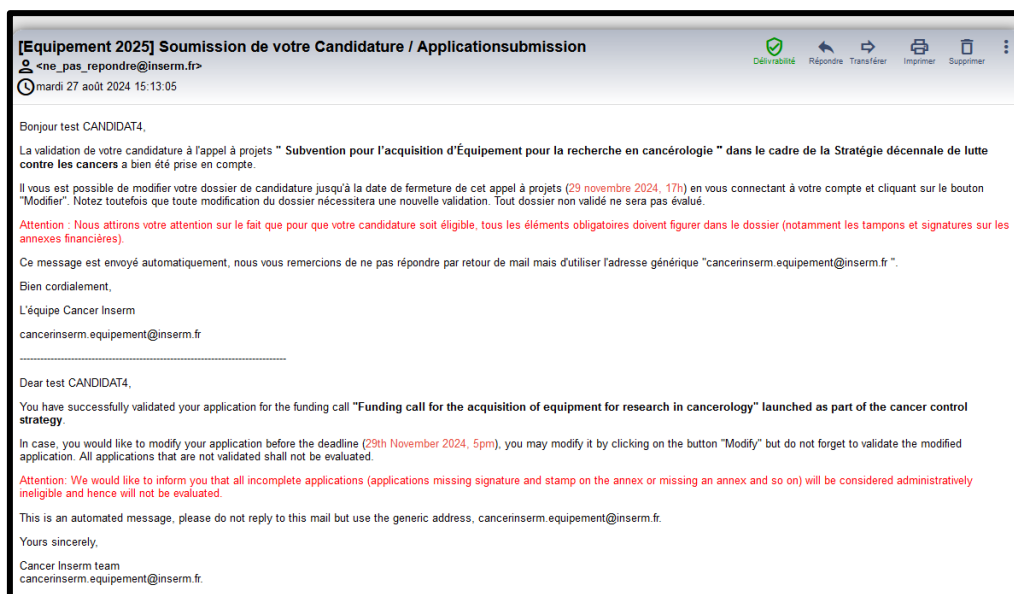 [Equipement 2025] Soumission de votre Candidature / Applicationsubmission
<ne_pas_repondre@inserm.fr>
mardi 27 août 2024 15:13:05
Délivrabilité Répondre Transférer Imprimer Supprimer
Bonjour test CANDIDAT4,
La validation de votre candidature à l'appel à projets " Subvention pour l'acquisition d'Équipement pour la recherche en cancérologie " dans le cadre de la Stratégie décennale de lutte
contre les cancers a bien été prise en compte.
Il vous est possible de modifier votre dossier de candidature jusqu'à la date de fermeture de cet appel à projets (29 novembre 2024, 17h) en vous connectant à votre compte et cliquant sur le bouton
"Modifier". Notez toutefois que toute modification du dossier nécessitera une nouvelle validation. Tout dossier non validé ne sera pas évalué.
Attention : Nous attirons votre attention sur le fait que pour que votre candidature soit éligible, tous les éléments obligatoires doivent figurer dans le dossier (notamment les tampons et signatures sur les
annexes financières).
Ce message est envoyé automatiquement, nous vous remercions de ne pas répondre par retour de mail mais d'utiliser l'adresse générique "cancerinserm.equipement@inserm.fr ".
Bien cordialement,
L'équipe Cancer Inserm
cancerinserm.equipement@inserm.fr
------------------------------------------------------------------------------
Dear test CANDIDAT4,
You have successfully validated your application for the funding call "Funding call for the acquisition of equipment for research in cancerology" launched as part of the cancer control
strategy.
In case, you would like to modify your application before the deadline (29th November 2024, 5pm), you may modify it by clicking on the button "Modify" but do not forget to validate the modified
application. All applications that are not validated shall not be evaluated.
Attention: We would like to inform you that all incomplete applications (applications missing signature and stamp on the annex or missing an annex and so on) will be considered administratively
ineligible and hence will not be evaluated.
This is an automated message, please do not reply to this mail but use the generic address, cancerinserm.equipement@inserm.fr.
Yours sincerely,
Cancer Inserm team
cancerinserm.equipement@inserm.fr.